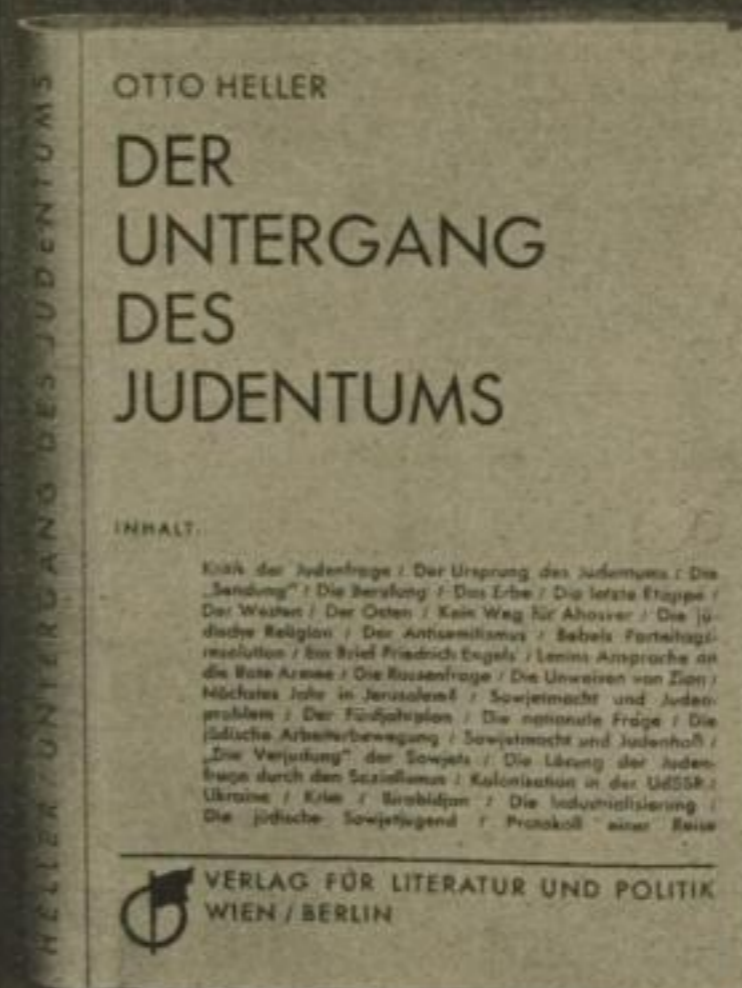 HELLER / UNTERGANG DES JUDENTUMS
OTTO HELLER
DER
UNTERGANG
DES
JUDENTUMS
INHALT:
Kritik der Judenfrage / Der Ursprung des Judentums / Die
„Sendung“ / Die Berufung / Das Erbe / Die letzte Etappe /
Der Westen / Der Osten / Kein Weg für Ahasver / Die jü-
dische Religion / Der Antisemitismus / Bebels Parteitags-
resolution / Ein Brief Friedrich Engels / Lenins Ansprache an
die Rote Armee / Die Rassenfrage / Die Unweisen von Zion /
Nächstes Jahr in Jerusalem? / Sowjetmacht und Juden-
problem / Der Fünfjahrplan / Die nationale Frage / Die
jüdische Arbeiterbewegung / Sowjetmacht und Judenhaß /
„Die Verjudung“ der Sowjets / Die Lösung der Juden-
frage durch den Sozialismus / Kolonisation in der UdSSR /
Ukraine / Krim / Birobidjan / Die Industrialisierung /
Die jüdische Sowjetjugend / Protokoll einer Reise
VERLAG FÜR LITERATUR UND POLITIK
WIEN / BERLIN